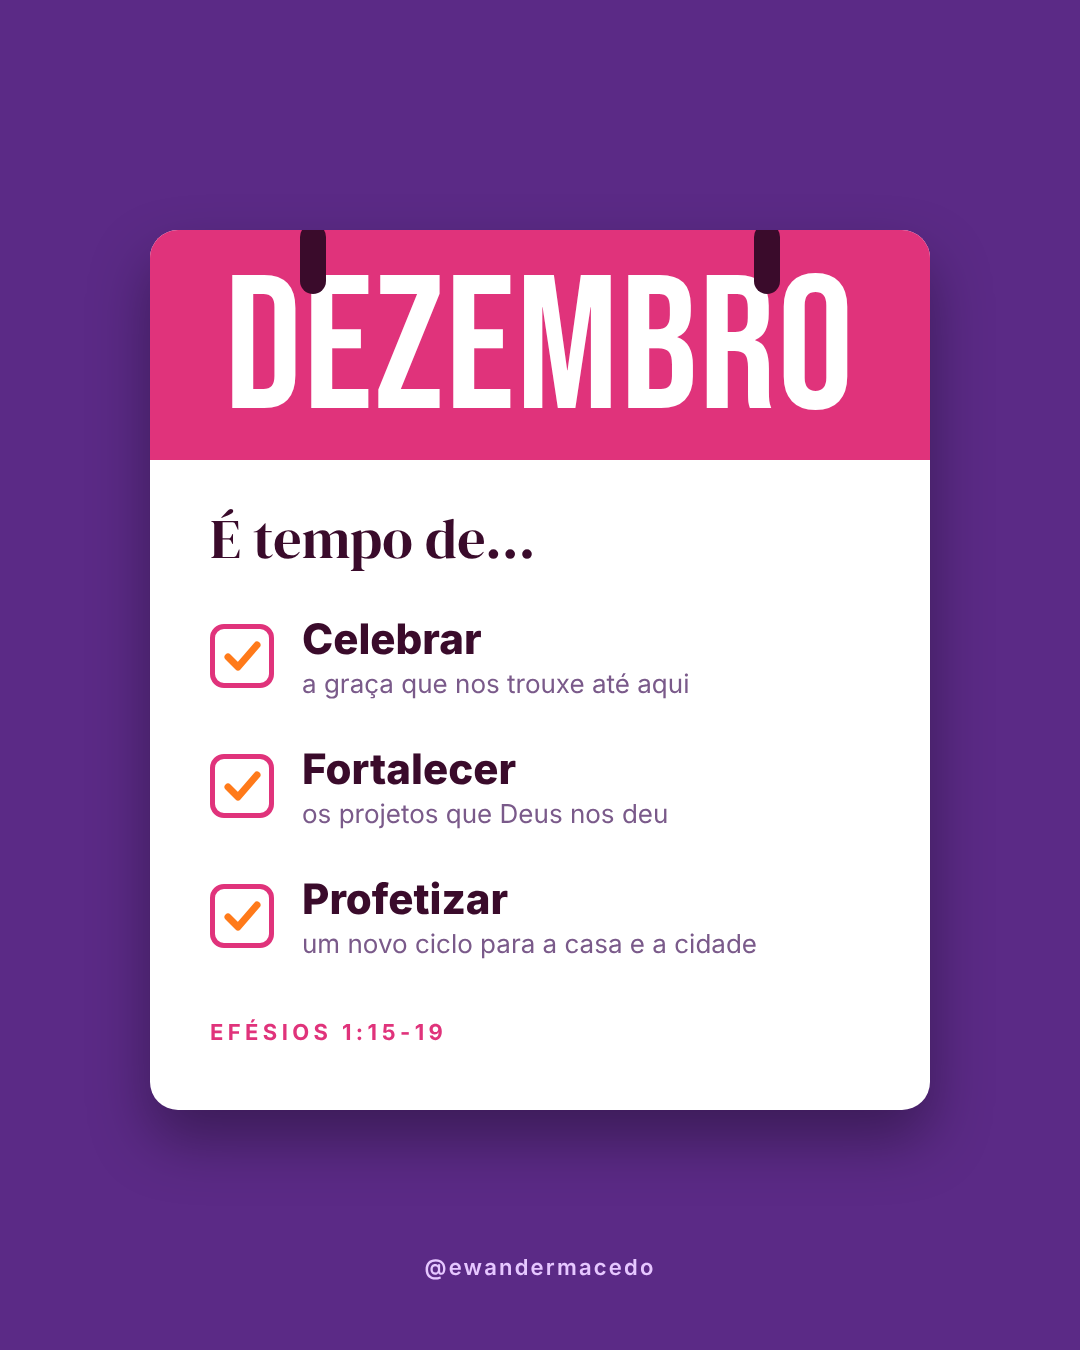 DEZEMBRO
É tempo de...
Celebrar
a graça que nos trouxe até aqui
Fortalecer
os projetos que Deus nos deu
Profetizar
um novo ciclo para a casa e a cidade
EFÉSIOS 1:15-19
@ewandermacedo